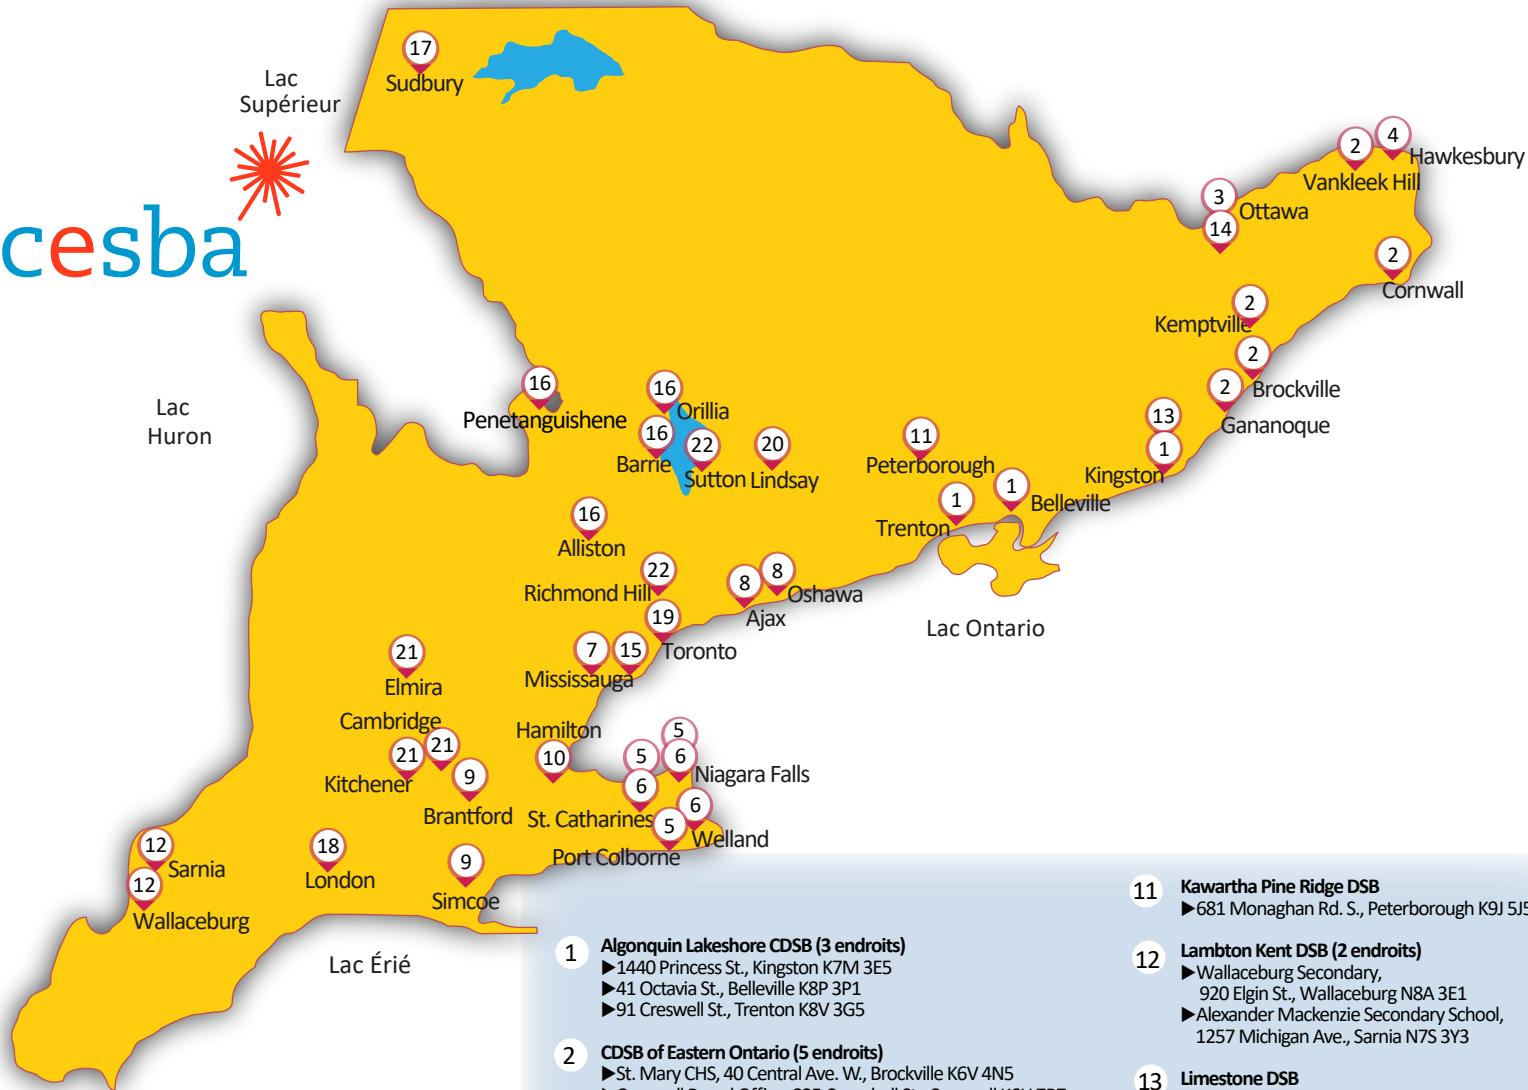 17
Sudbury
Lac
Supérieur
cesba
2
4
Hawkesbury
Vankleek Hill
3
Ottawa
14
2
Cornwall
2
Kemptville
2
Brockville
2
Gananoque
Lac
Huron
16
Penetanguishene
16
Orillia
16
Barrie
22
Sutton
20
Lindsay
11
Peterborough
13
1
Kingston
1
Trenton
1
Belleville
16
Alliston
22
Richmond Hill
8
Ajax
8
Oshawa
19
Toronto
Lac Ontario
7
15
Mississauga
21
Elmira
Cambridge
21
21
Kitchener
9
Brantford
Hamilton
10
5
6
Niagara Falls
5
6
St. Catharines
6
Welland
5
Port Colborne
12
Sarnia
12
Wallaceburg
18
London
9
Simcoe
Lac Érié
1 Algonquin Lakeshore CDSB (3 endroits)
▶1440 Princess St., Kingston K7M 3E5
▶41 Octavia St., Belleville K8P 3P1
▶91 Creswell St., Trenton K8V 3G5
2 CDSB of Eastern Ontario (5 endroits)
▶St. Mary CHS, 40 Central Ave. W., Brockville K6V 4N5
11 Kawartha Pine Ridge DSB
▶681 Monaghan Rd. S., Peterborough K9J 5J5
12 Lambton Kent DSB (2 endroits)
▶Wallaceburg Secondary,
920 Elgin St., Wallaceburg N8A 3E1
▶Alexander Mackenzie Secondary School,
1257 Michigan Ave., Sarnia N7S 3Y3
13 Limestone DSB